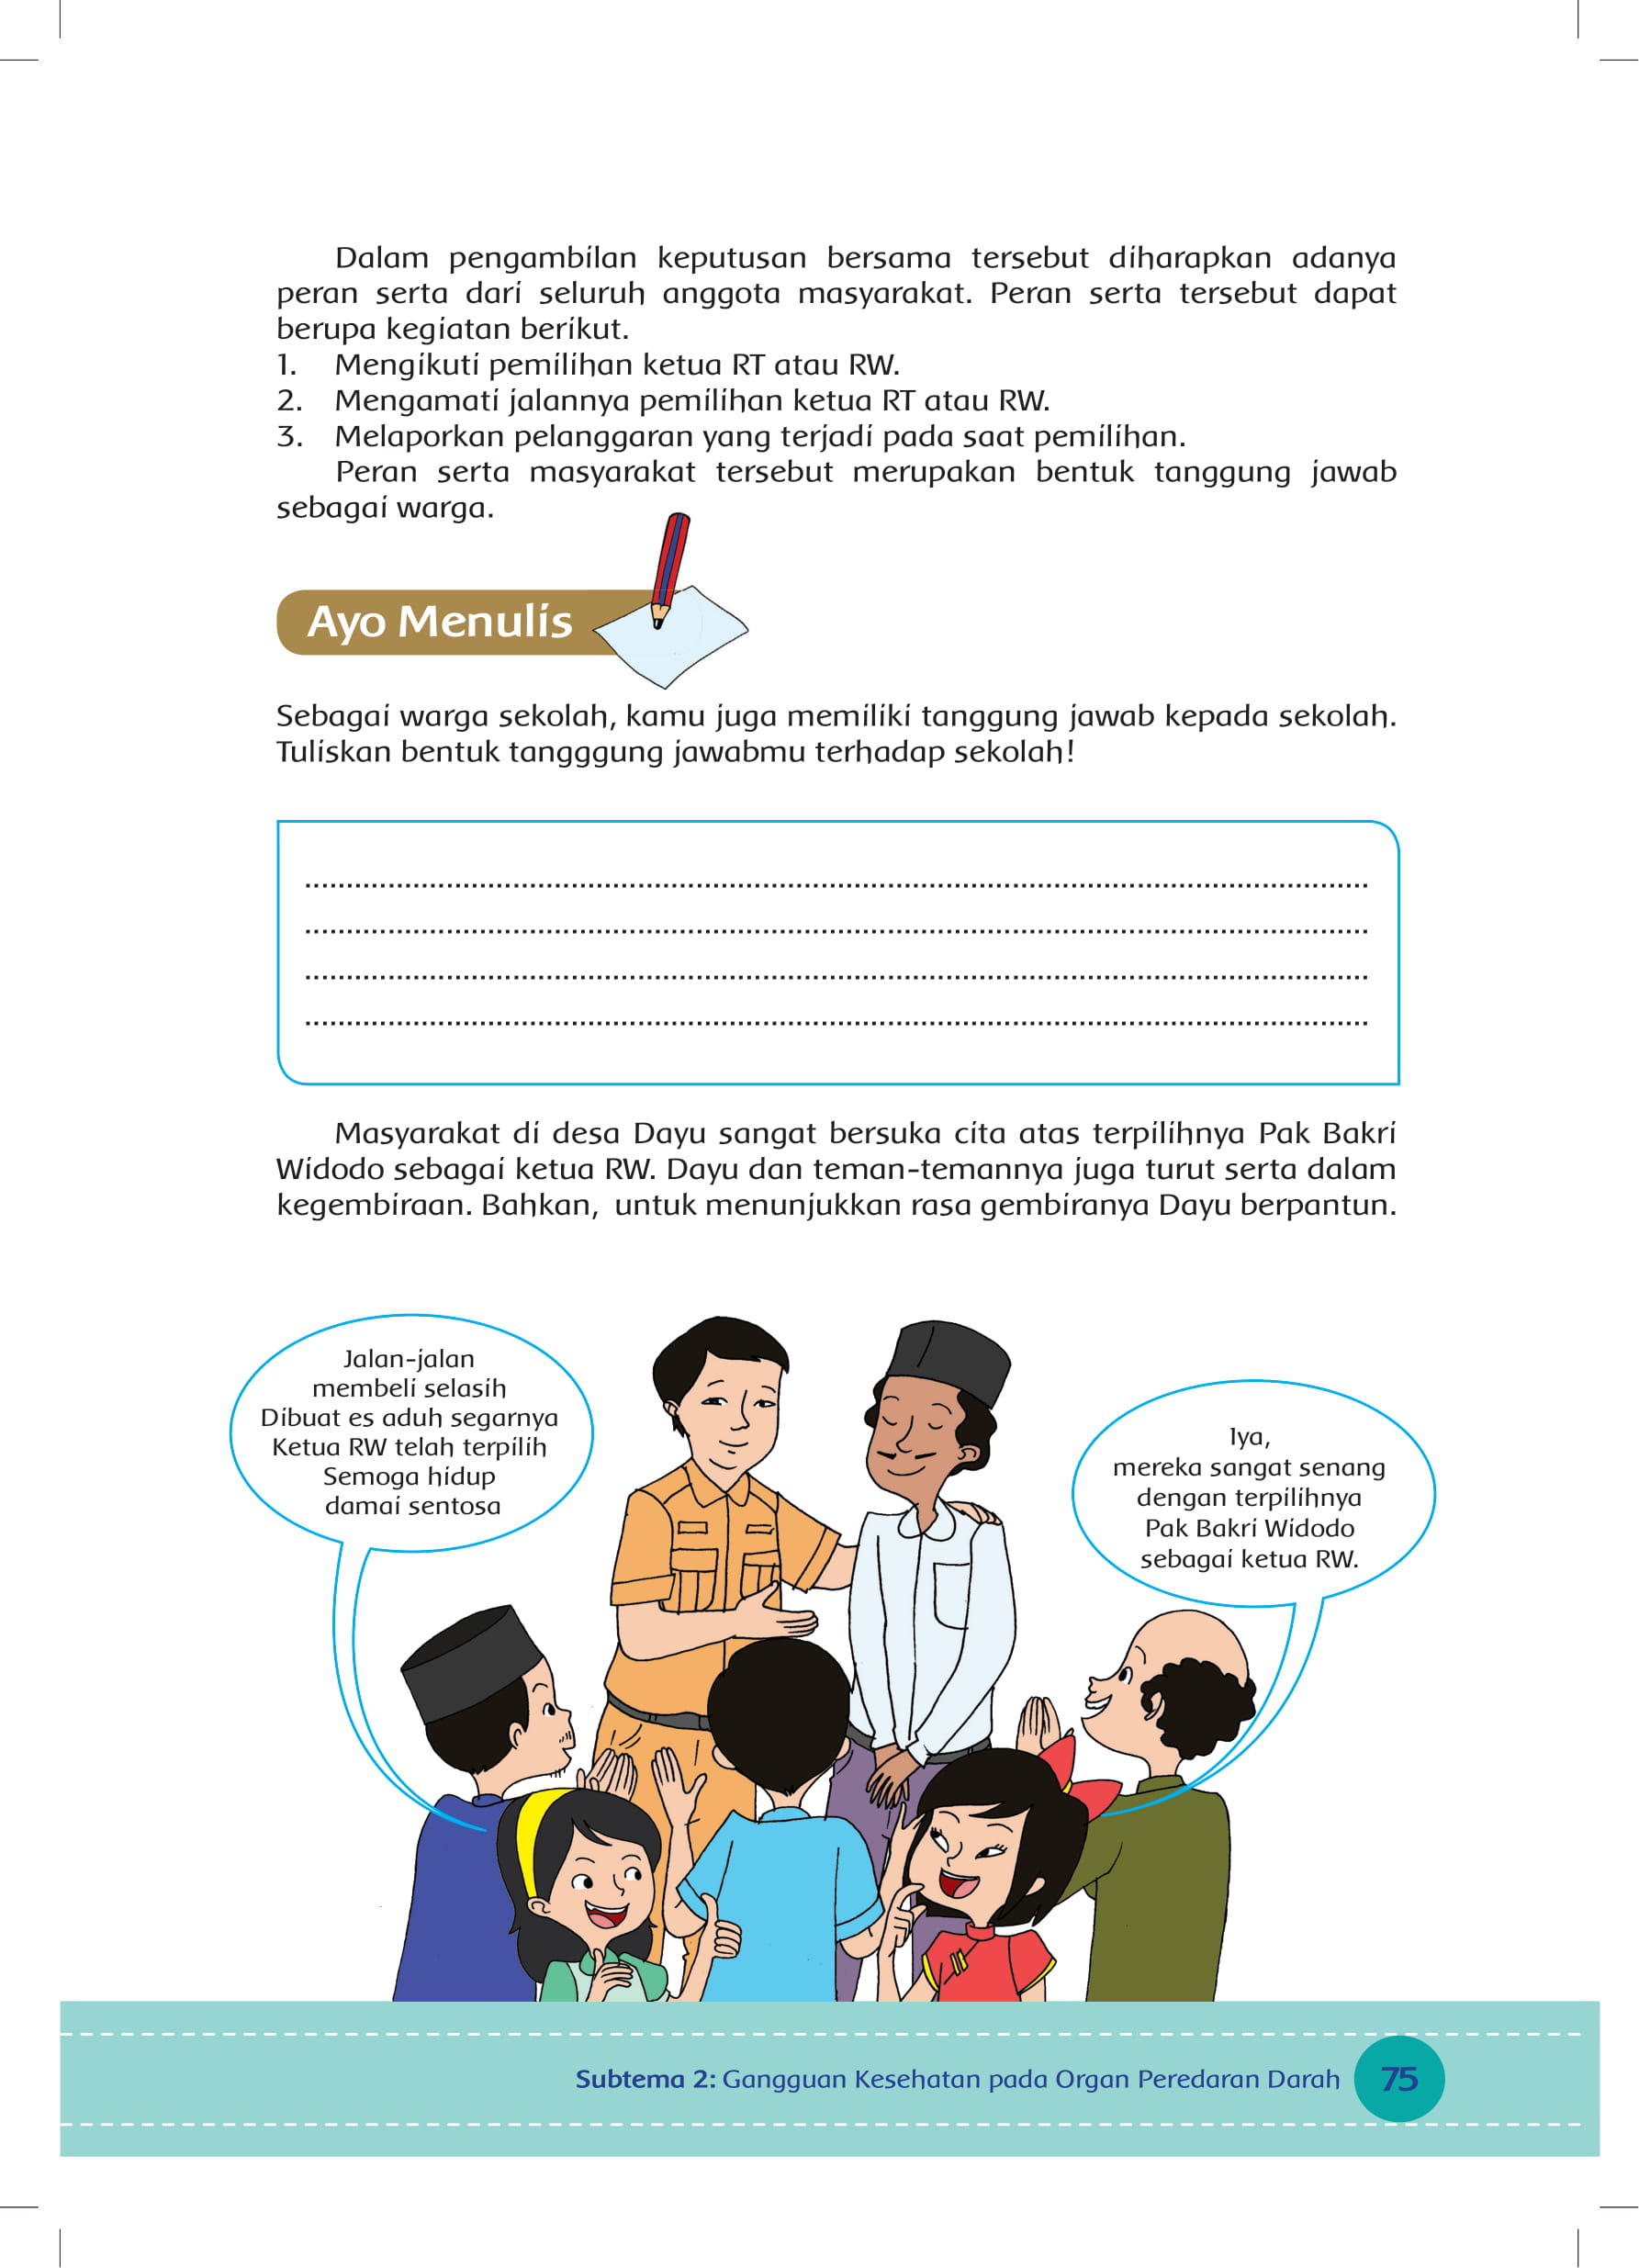 Dalam pengambilan keputusan bersama tersebut diharapkan adanya
peran serta dari seluruh anggota masyarakat. Peran serta tersebut dapat
berupa kegiatan berikut.
1. Mengikuti pemilihan ketua RT atau RW.
2. Mengamati jalannya pemilihan ketua RT atau RW.
3. Melaporkan pelanggaran yang terjadi pada saat pemilihan.
Peran serta masyarakat tersebut merupakan bentuk tanggung jawab
sebagai warga.
Ayo Menulis
Sebagai warga sekolah, kamu juga memiliki tanggung jawab kepada sekolah.
Tuliskan bentuk tangggung jawabmu terhadap sekolah!
Masyarakat di desa Dayu sangat bersuka cita atas terpilihnya Pak Bakri
Widodo sebagai ketua RW. Dayu dan teman-temannya juga turut serta dalam
kegembiraan. Bahkan, untuk menunjukkan rasa gembiranya Dayu berpantun.
Jalan-jalan
membeli selasih
Dibuat es aduh segarnya
Ketua RW telah terpilih
Semoga hidup
damai sentosa
Iya,
mereka sangat senang
dengan terpilihnya
Pak Bakri Widodo
sebagai ketua RW.
Subtema 2: Gangguan Kesehatan pada Organ Peredaran Darah 75